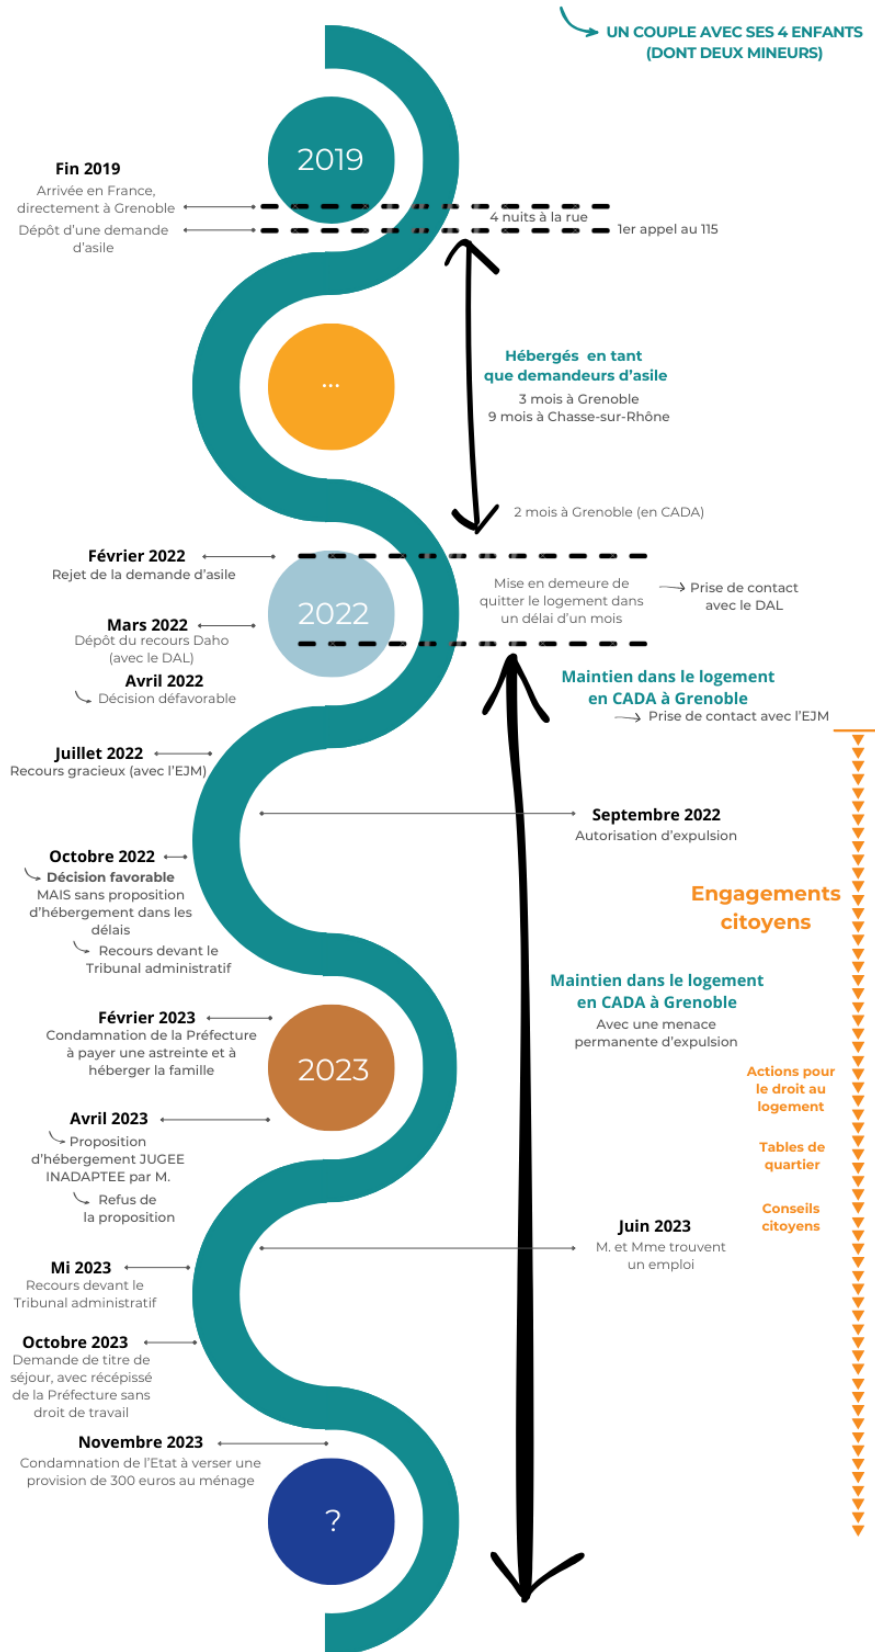 UN COUPLE AVEC SES 4 ENFANTS
(DONT DEUX MINEURS)
2019
Fin 2019
Arrivée en France,
directement à Grenoble
Dépôt d'une demande
d'asile
4 nuits à la rue
1er appel au 115
...
Hébergés en tant
que demandeurs d'asile
3 mois à Grenoble
9 mois à Chasse-sur-Rhône
2 mois à Grenoble (en CADA)
Février 2022
Rejet de la demande d'asile
2022
Mise en demeure de
quitter le logement dans
un délai d'un mois
Prise de contact
avec le DAL
Mars 2022
Dépôt du recours Daho
(avec le DAL)
Avril 2022
Décision défavorable
Maintien dans le logement
en CADA à Grenoble
Prise de contact avec l'EJM
Juillet 2022
Recours gracieux (avec l'EJM)
Septembre 2022
Autorisation d'expulsion
Octobre 2022
Décision favorable
MAIS sans proposition
d'hébergement dans les
délais
Recours devant le
Tribunal administratif
Engagements
citoyens
Maintien dans le logement
en CADA à Grenoble
Avec une menace
permanente d'expulsion
Février 2023
Condamnation de la Préfecture
à payer une astreinte et à
héberger la famille
2023
Actions pour
le droit au
logement
Tables de
quartier
Conseils
citoyens
Avril 2023
Proposition
d'hébergement JUGEE
INADAPTEE par M.
Refus de
la proposition
Juin 2023
M. et Mme trouvent
un emploi
Mi 2023
Recours devant le
Tribunal administratif
Octobre 2023
Demande de titre de
séjour, avec récépissé
de la Préfecture sans
droit de travail
Novembre 2023
Condamnation de l'Etat à verser une
provision de 300 euros au ménage
?